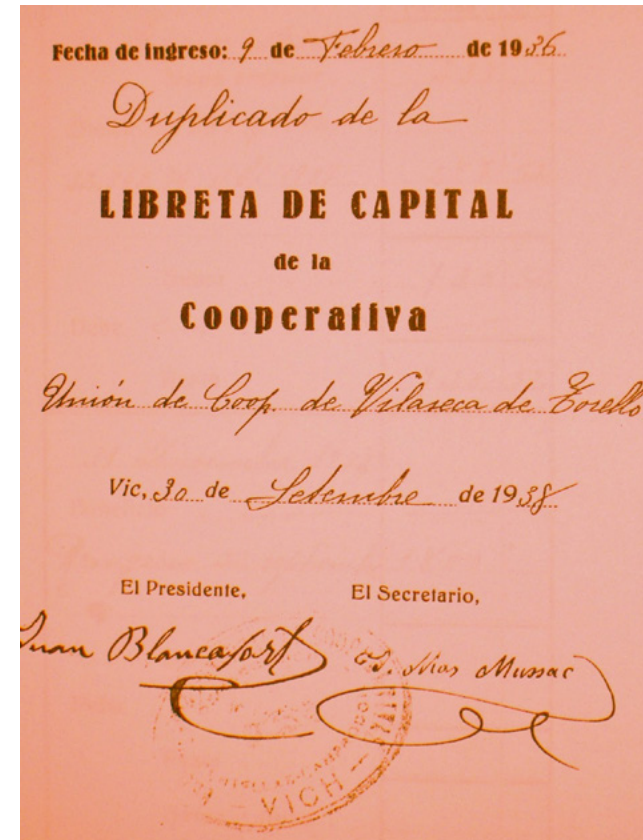 Fecha de ingreso: 9 de Febrero de 1936
Duplicado de la
LIBRETA DE CAPITAL
de la
Cooperativa
Unión de Coop. de Vilaseca de Torelló
Vic, 30 de Setembre de 1938
El Presidente, El Secretario,
Juan Blancafort
VICH